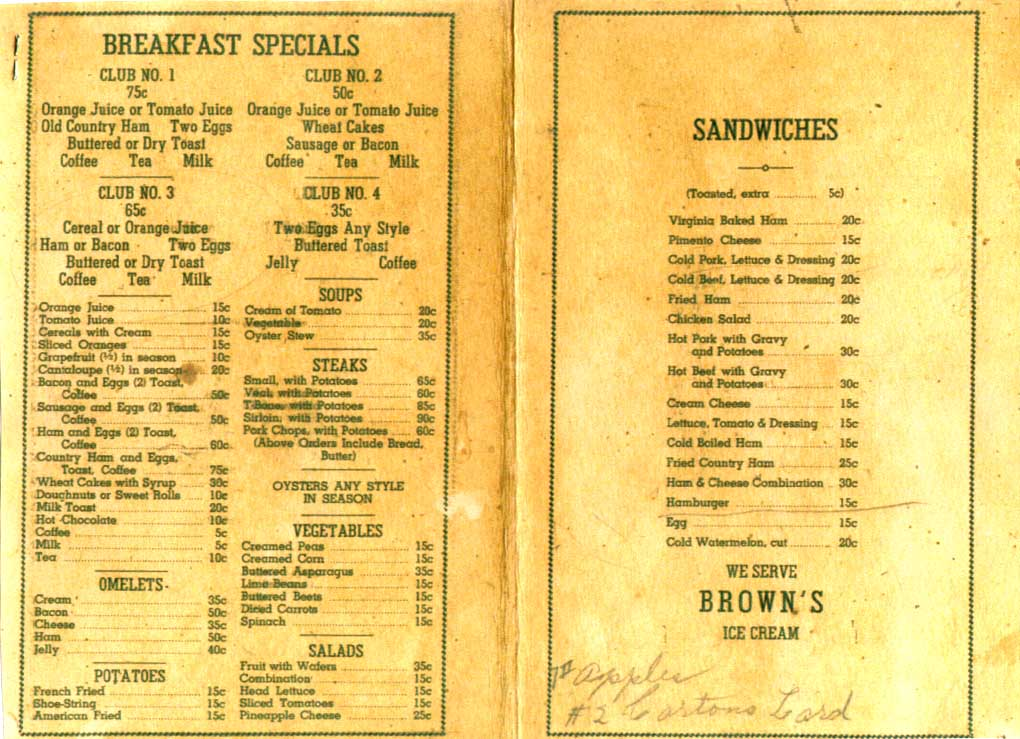 BREAKFAST SPECIALS
CLUB NO. 1
75c
Orange Juice or Tomato Juice
Old Country Ham Two Eggs
Buttered or Dry Toast
Coffee Tea Milk
CLUB NO. 2
50c
Orange Juice or Tomato Juice
Wheat Cakes
Sausage or Bacon
Coffee Tea Milk
CLUB NO. 3
65c
Cereal or Orange Juice
Ham or Bacon Two Eggs
Buttered or Dry Toast
Coffee Tea Milk
CLUB NO. 4
35c
Two Eggs Any Style
Buttered Toast
Jelly Coffee
Orange Juice 15c
Tomato Juice 10c
Cereals with Cream 15c
Sliced Oranges 15c
Grapefruit (½) in season 10c
Cantaloupe (½) in season 20c
Bacon and Eggs (2) Toast,
Coffee 50c
Sausage and Eggs (2) Toast,
Coffee 50c
Ham and Eggs (2) Toast,
Coffee 60c
Country Ham and Eggs,
Toast, Coffee 75c
Wheat Cakes with Syrup 30c
Doughnuts or Sweet Rolls 10c
Milk Toast 20c
Hot Chocolate 10c
Coffee 5c
Milk 5c
Tea 10c
OMELETS
Cream 35c
Bacon 50c
Cheese 35c
Ham 50c
Jelly 40c
POTATOES
French Fried 15c
Shoe-String 15c
American Fried 15c
SOUPS
Cream of Tomato 20c
Vegetable 20c
Oyster Stew 35c
STEAKS
Small, with Potatoes 65c
Veal, with Potatoes 60c
T-Bone, with Potatoes 85c
Sirloin, with Potatoes 90c
Pork Chops, with Potatoes 60c
(Above Orders Include Bread,
Butter)
OYSTERS ANY STYLE
IN SEASON
VEGETABLES
Creamed Peas 15c
Creamed Corn 15c
Buttered Asparagus 35c
Lime Beans 15c
Buttered Beets 15c
Diced Carrots 15c
Spinach 15c
SALADS
Fruit with Wafers 35c
Combination 15c
Head Lettuce 15c
Sliced Tomatoes 15c
Pineapple Cheese 25c
SANDWICHES
(Toasted, extra 5c)
Virginia Baked Ham 20c
Pimento Cheese 15c
Cold Pork, Lettuce & Dressing 20c
Cold Beef, Lettuce & Dressing 20c
Fried Ham 20c
Chicken Salad 20c
Hot Pork with Gravy
and Potatoes 30c
Hot Beef with Gravy
and Potatoes 30c
Cream Cheese 15c
Lettuce, Tomato & Dressing 15c
Cold Boiled Ham 15c
Fried Country Ham 25c
Ham & Cheese Combination 30c
Hamburger 15c
Egg 15c
Cold Watermelon, cut 20c
WE SERVE
BROWN'S
ICE CREAM
apples
#2 Cartons Lard